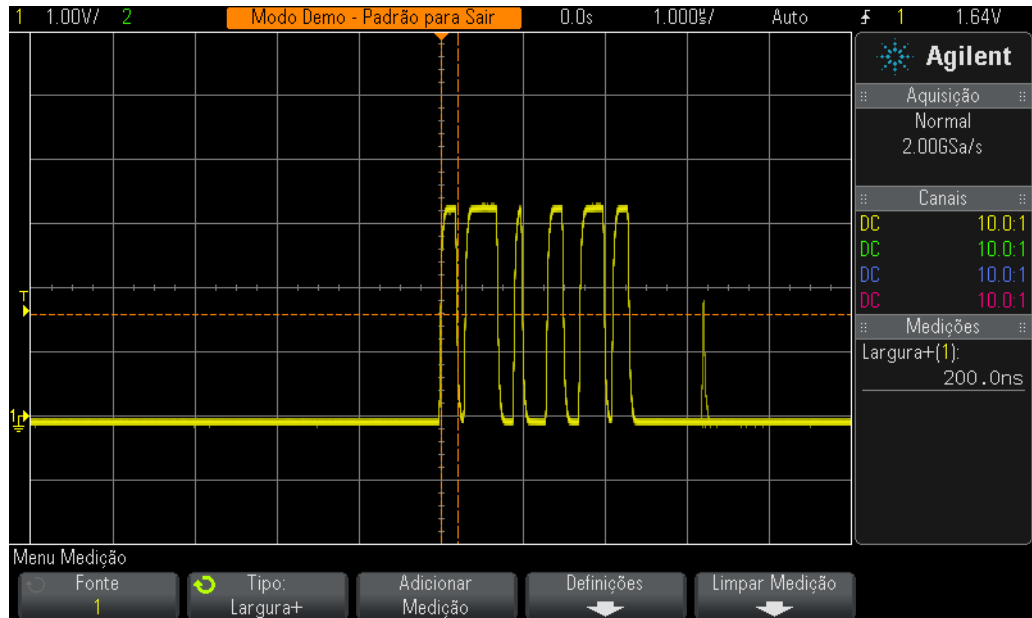 1 1.00V/ 2 Modo Demo - Padrão para Sair 0.0s 1.000µ/ Auto 1 1.64V
Agilent
Aquisição
Normal
2.00GSa/s
Canais
DC 10.0:1
DC 10.0:1
DC 10.0:1
DC 10.0:1
Medições
Largura+(1):
200.0ns
T
1
Menu Medição
Fonte
1
Tipo:
Largura+
Adicionar
Medição
Definições
Limpar Medição